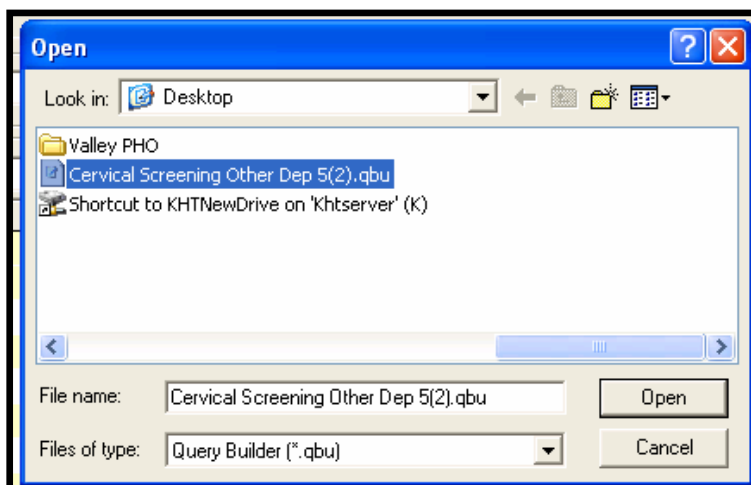 Open
Look in: Desktop
Valley PHO
Cervical Screening Other Dep 5(2).qbu
Shortcut to KHTNewDrive on 'Khtserver' (K)
File name: Cervical Screening Other Dep 5(2).qbu Open
Files of type: Query Builder (*.qbu) Cancel